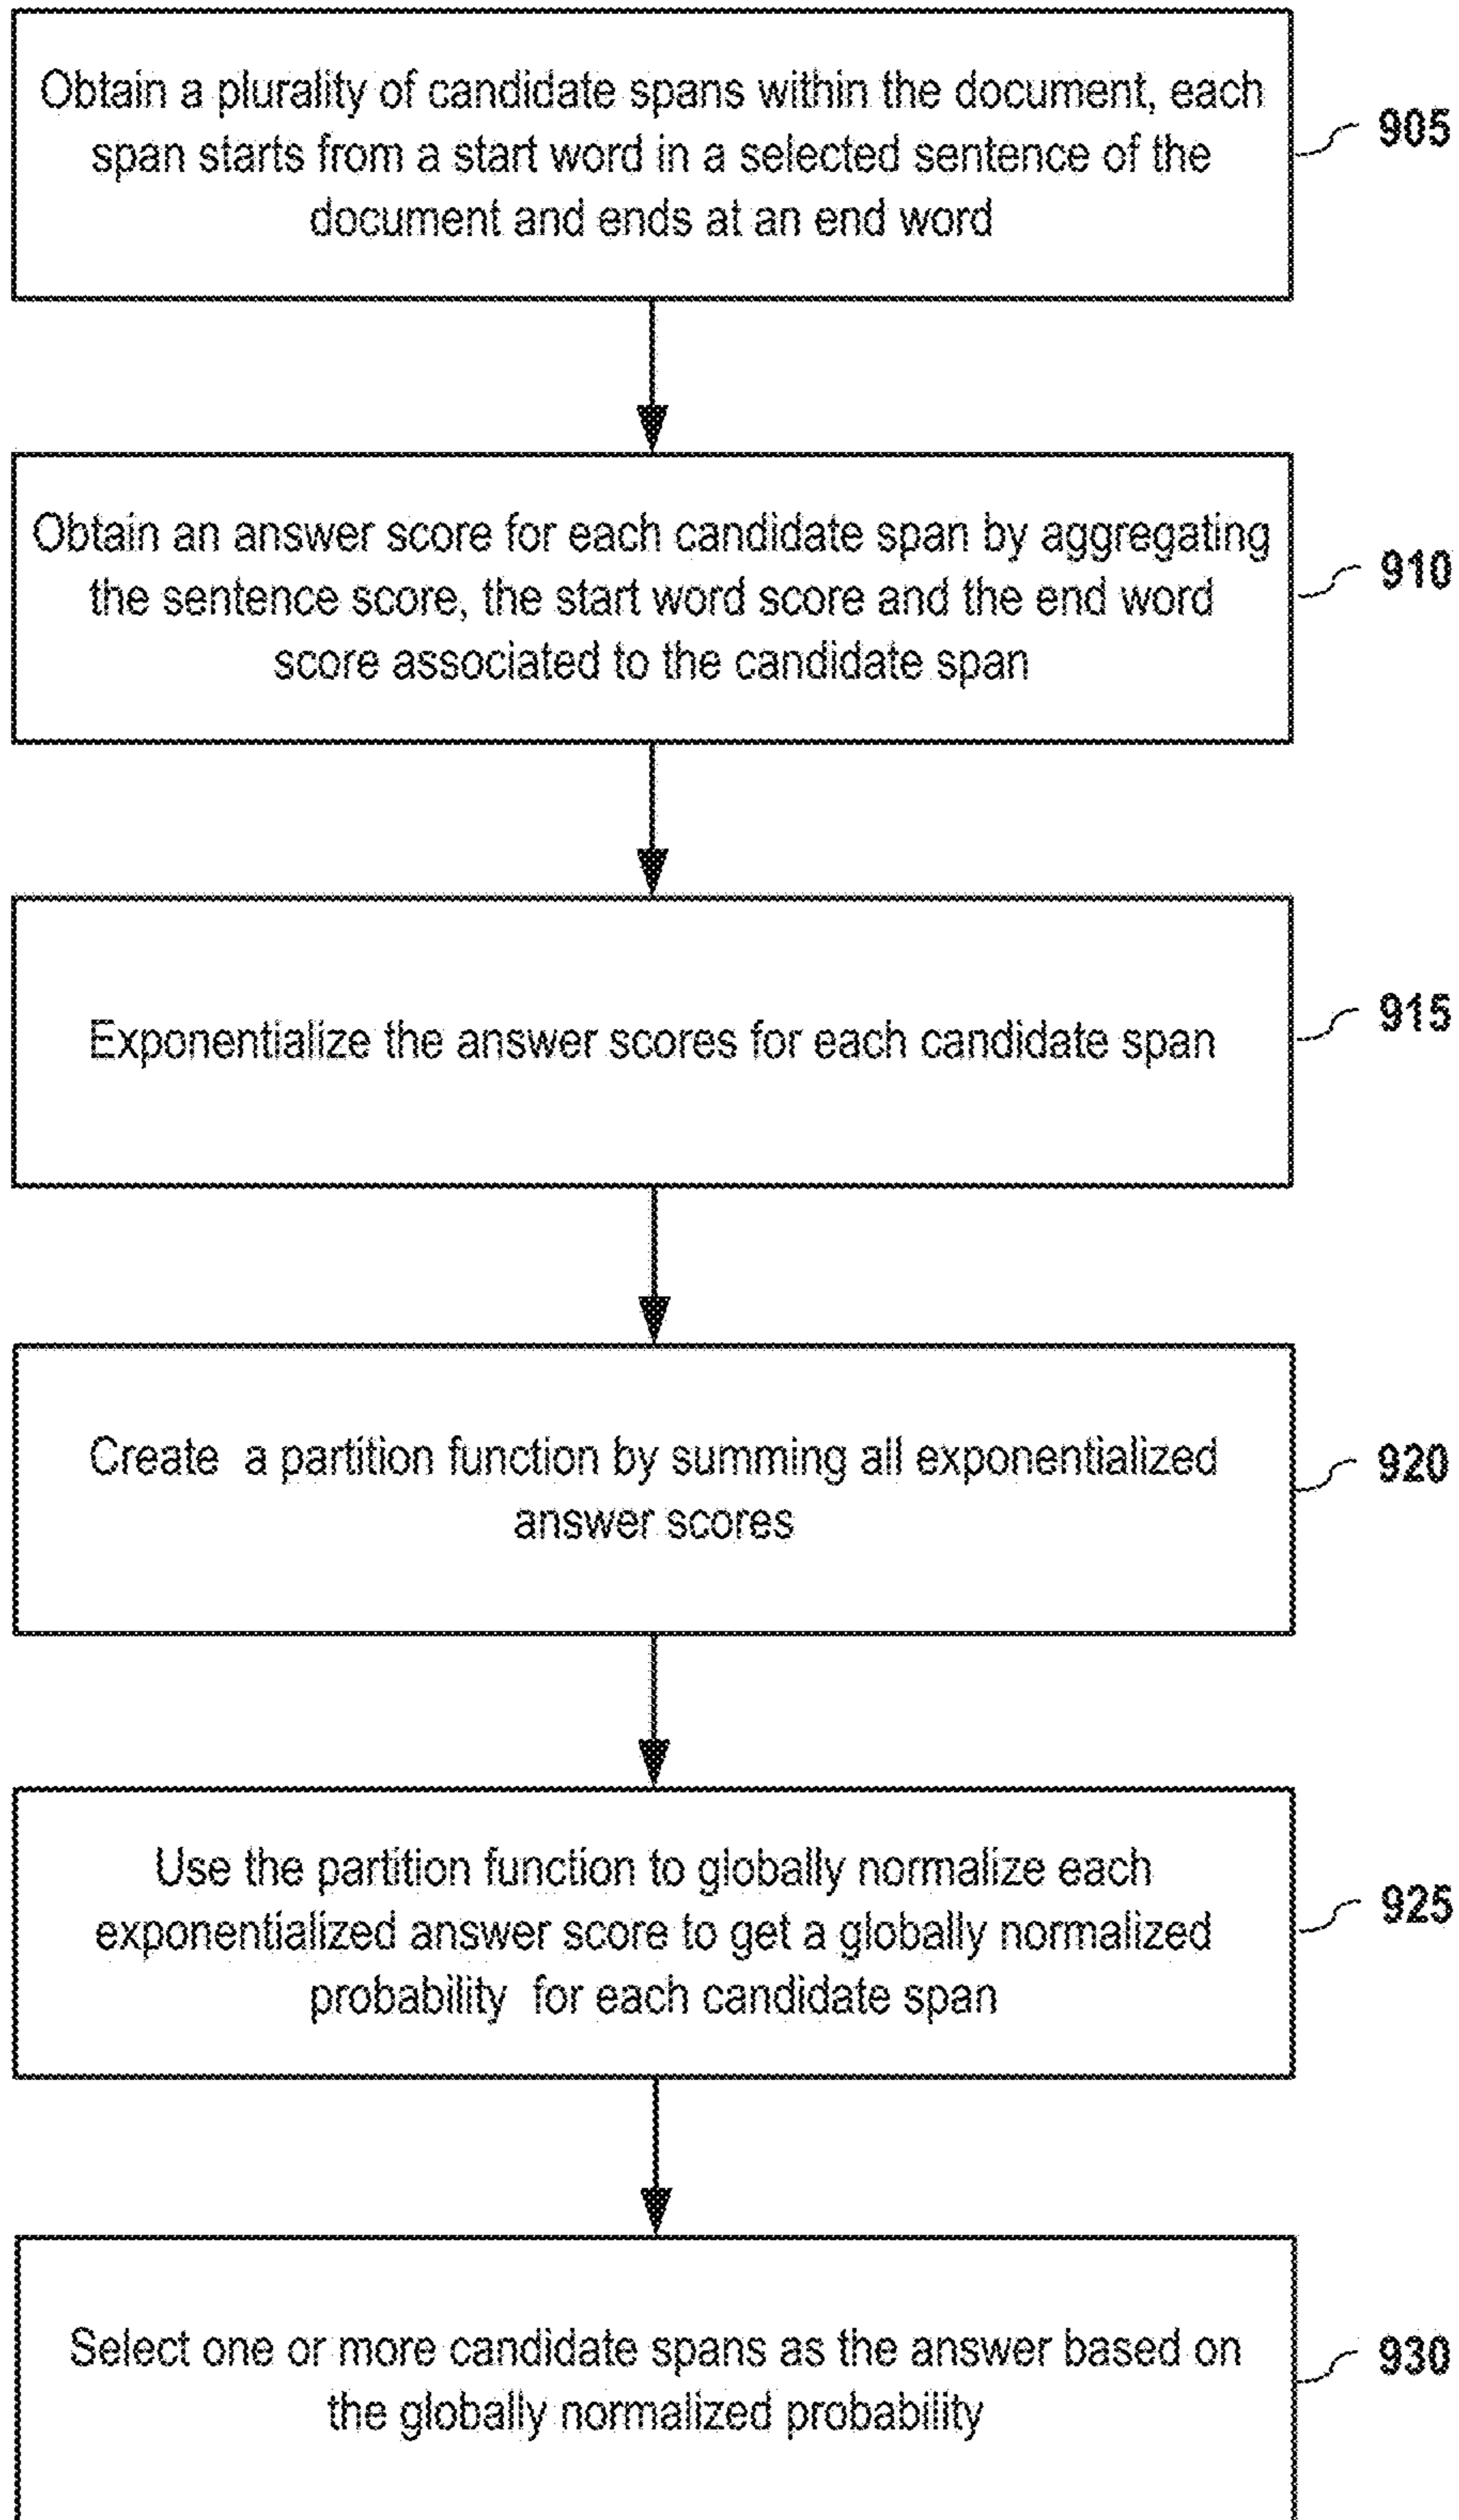 Obtain a plurality of candidate spans within the document, each
span starts from a start word in a selected sentence of the
document and ends at an end word
905
Obtain an answer score for each candidate span by aggregating
the sentence score, the start word score and the end word
score associated to the candidate span
910
Exponentialize the answer scores for each candidate span
915
Create a partition function by summing all exponentialized
answer scores
920
Use the partition function to globally normalize each
exponentialized answer score to get a globally normalized
probability for each candidate span
925
Select one or more candidate spans as the answer based on
the globally normalized probability
930